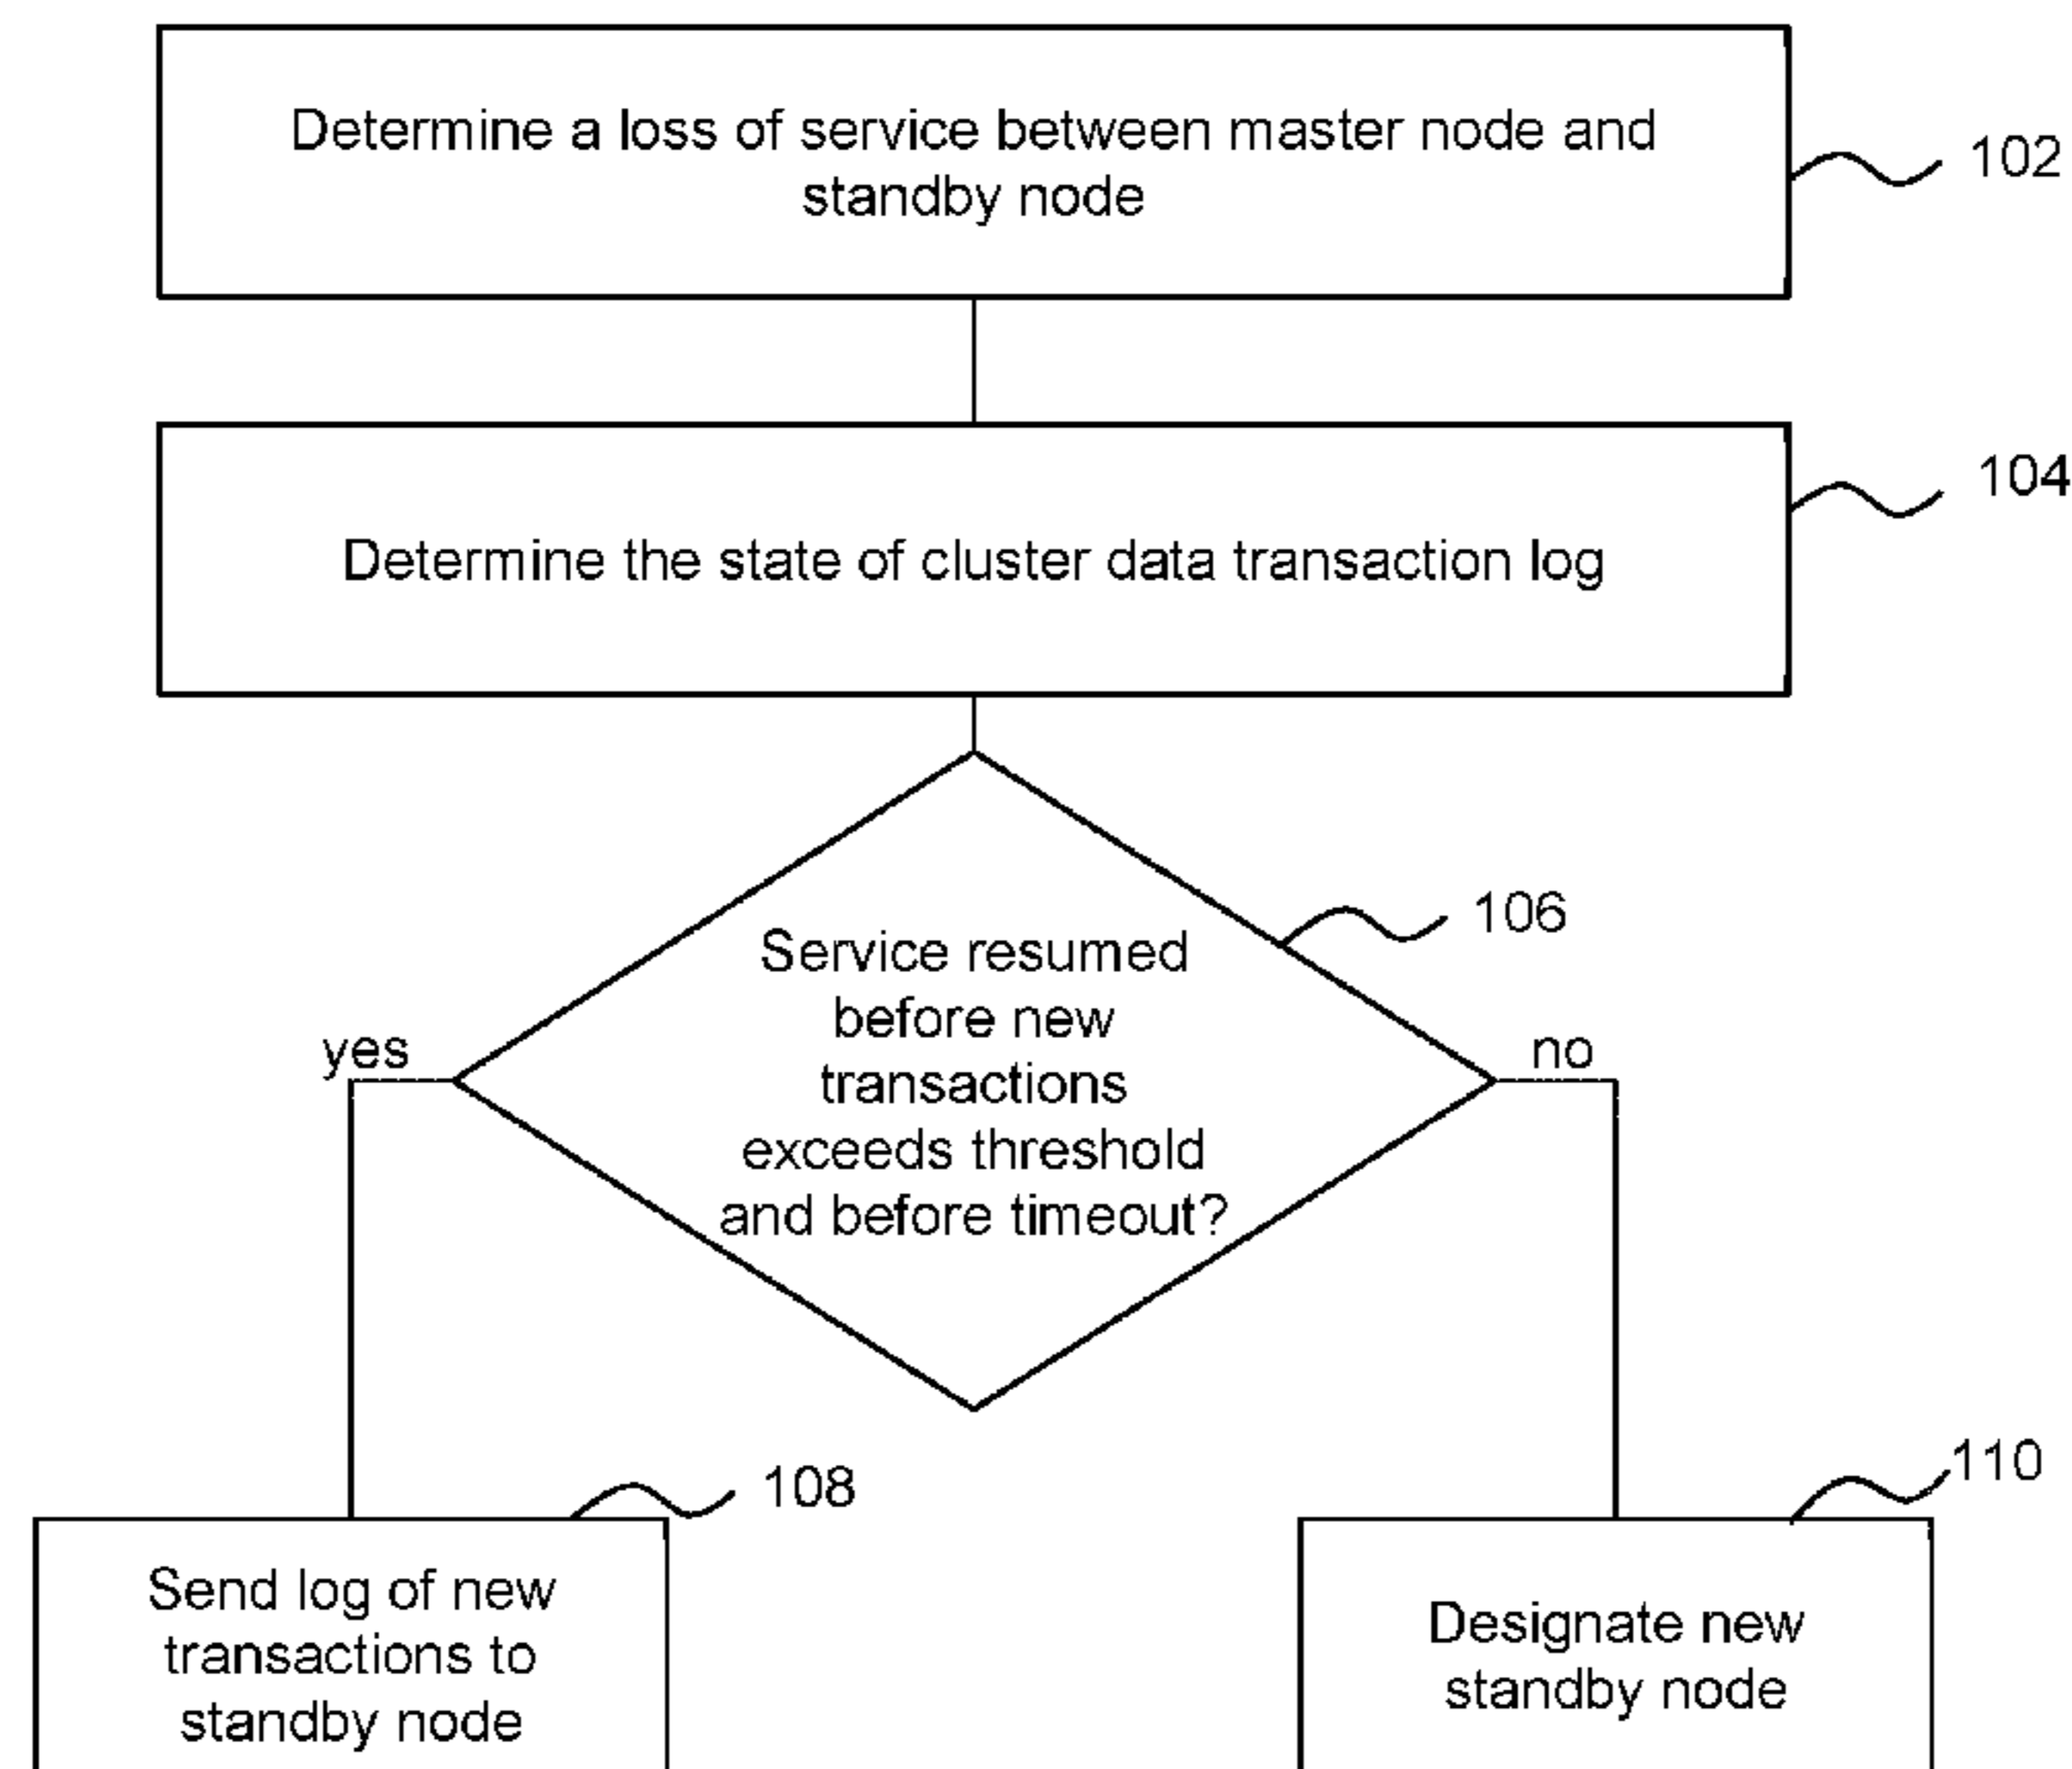 Determine a loss of service between master node and
standby node
102
Determine the state of cluster data transaction log
104
Service resumed
before new
transactions
exceeds threshold
and before timeout?
106
yes
no
108
Send log of new
transactions to
standby node
110
Designate new
standby node